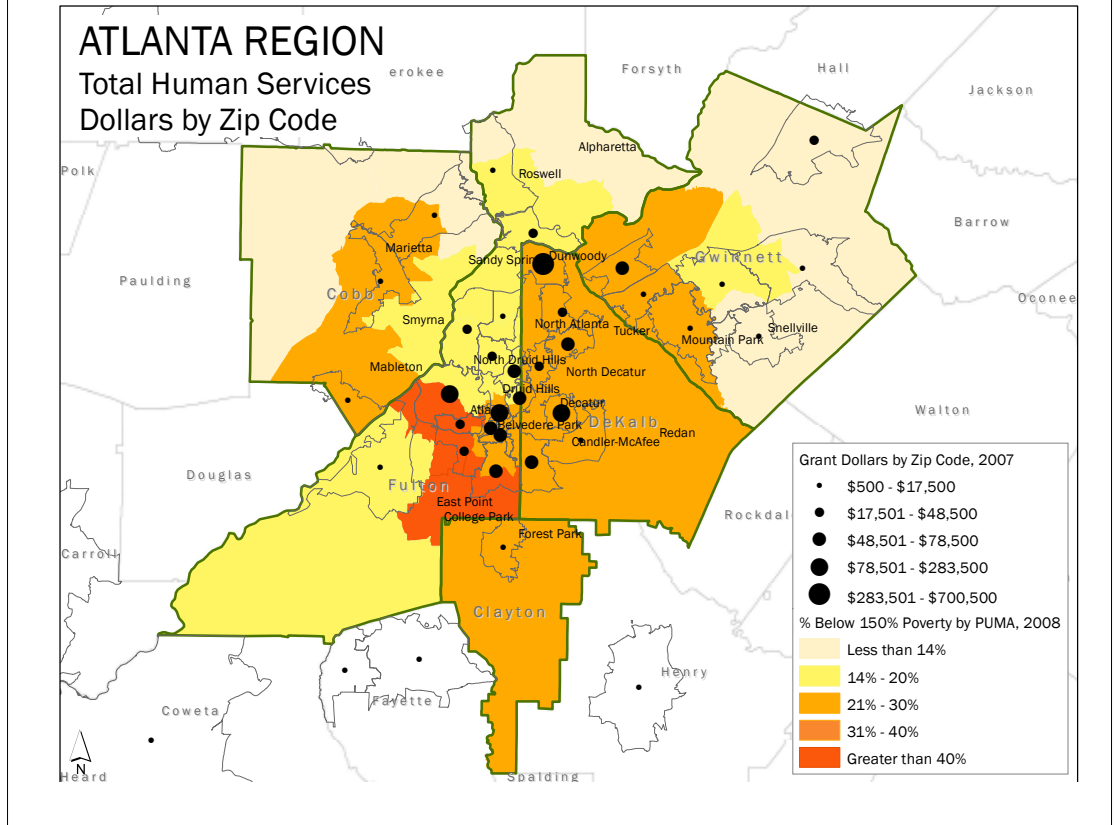 ATLANTA REGION
Total Human Services
Dollars by Zip Code
erokee
Forsyth
Hall
Jackson
Polk
Alpharetta
Roswell
Barrow
Marietta
Sandy Sprin
Dunwoody
Gwinnett
Paulding
Cobb
Oconee
Smyrna
North Atlanta
Tucker
Snellville
Mountain Park
North Druid Hills
Mableton
North Decatur
Druid Hills
Decatur
Walton
Atla
Belvedere Park
DeKalb
Redan
Candler-McAfee
Douglas
Fulton
East Point
College Park
Rockdal
Forest Park
Carroll
Clayton
Henry
Fayette
Coweta
N
Heard
Spalding
Grant Dollars by Zip Code, 2007
$500 - $17,500
$17,501 - $48,500
$48,501 - $78,500
$78,501 - $283,500
$283,501 - $700,500
% Below 150% Poverty by PUMA, 2008
Less than 14%
14% - 20%
21% - 30%
31% - 40%
Greater than 40%